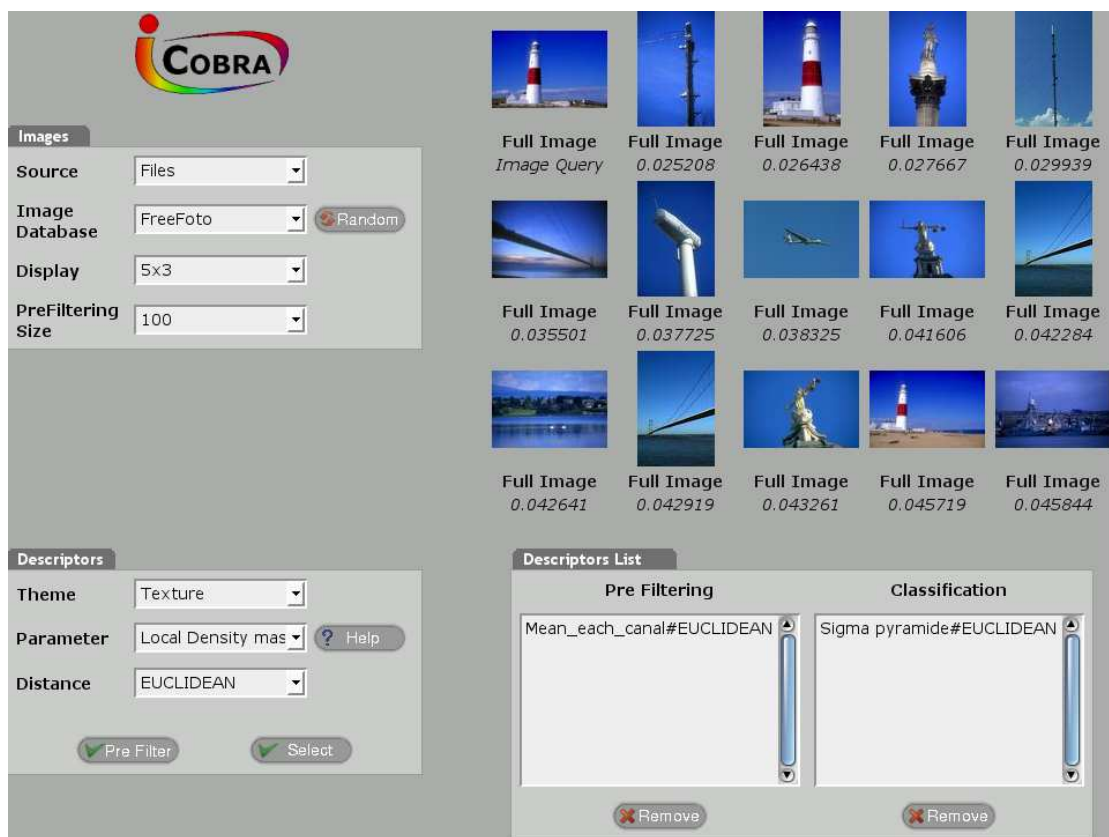 iCOBRA
Images
Source
Files
Image Database
FreeFoto
Random
Display
5x3
PreFiltering Size
100
Full Image Full Image Full Image Full Image Full Image
Image Query 0.025208 0.026438 0.027667 0.029939
Full Image Full Image Full Image Full Image Full Image
0.035501 0.037725 0.038325 0.041606 0.042284
Full Image Full Image Full Image Full Image Full Image
0.042641 0.042919 0.043261 0.045719 0.045844
Descriptors
Theme
Texture
Parameter
Local Density mas
? Help
Distance
EUCLIDEAN
Pre Filter
Select
Descriptors List
Pre Filtering
Mean_each_canal#EUCLIDEAN
Remove
Classification
Sigma pyramide#EUCLIDEAN
Remove